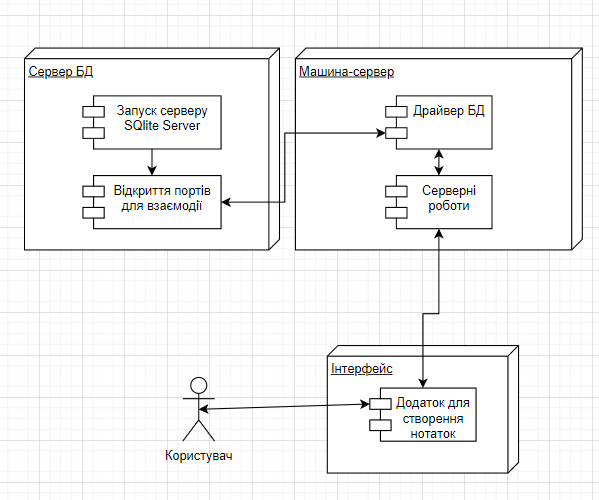 Сервер БД
Запуск серверу
SQlite Server
Відкриття портів
для взаємодії
Машина-сервер
Драйвер БД
Серверні
роботи
Інтерфейс
Додаток для
створення
нотаток
Користувач